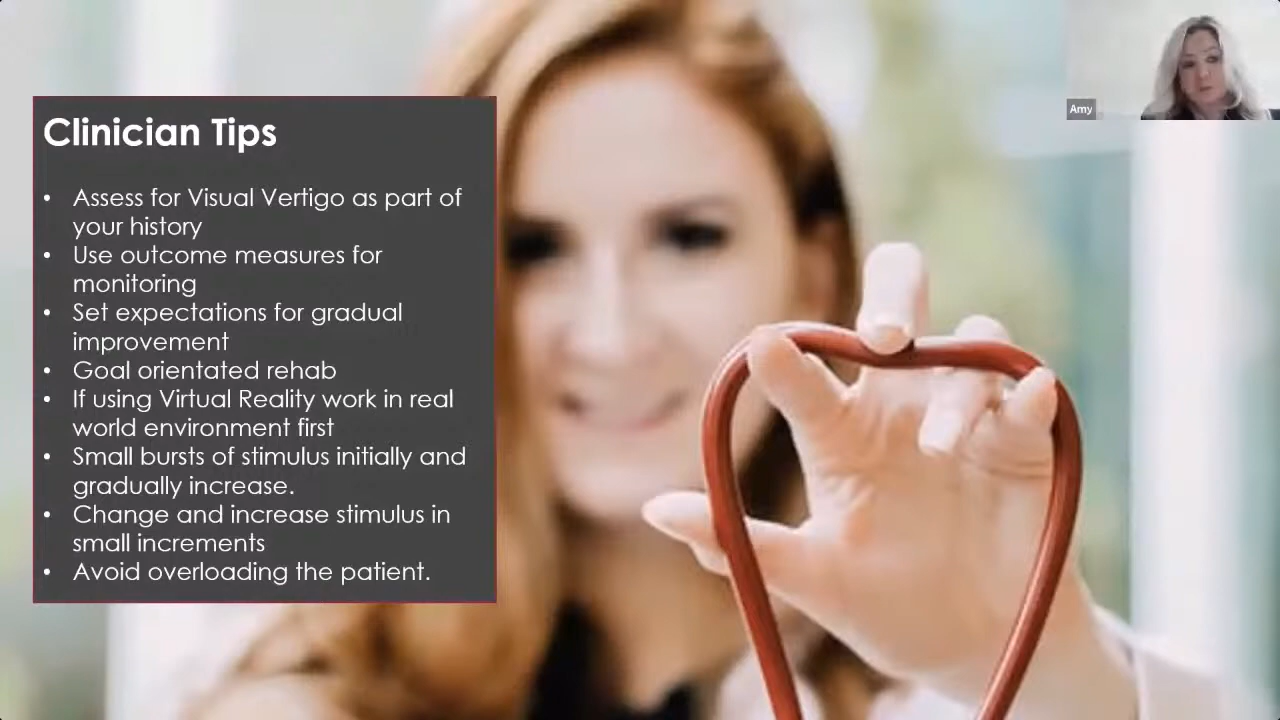 Amy
Clinician Tips
• Assess for Visual Vertigo as part of
your history
• Use outcome measures for
monitoring
• Set expectations for gradual
improvement
• Goal orientated rehab
• If using Virtual Reality work in real
world environment first
• Small bursts of stimulus initially and
gradually increase.
• Change and increase stimulus in
small increments
• Avoid overloading the patient.